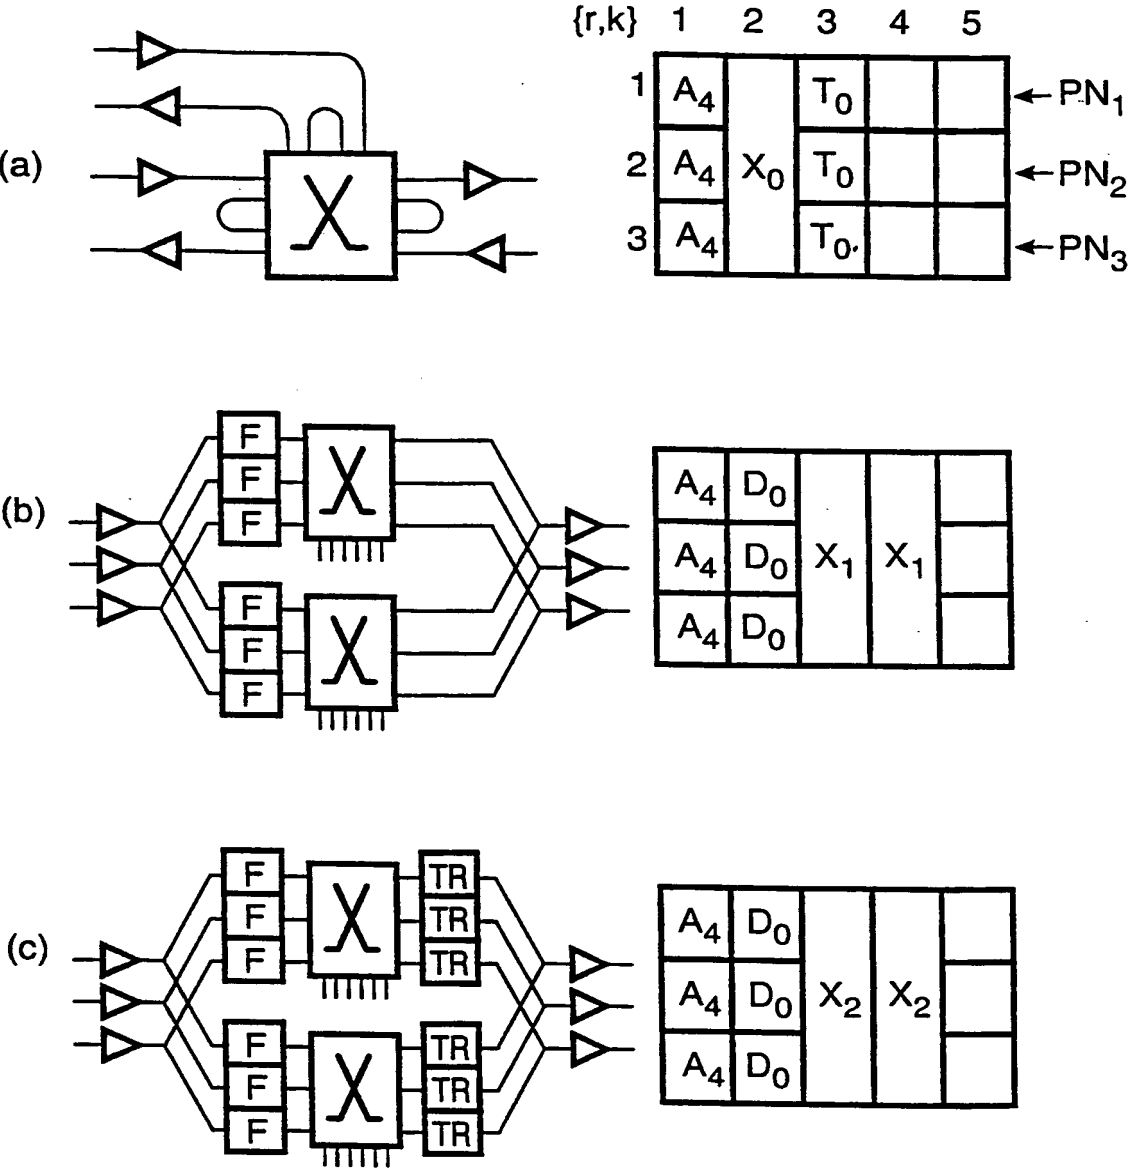 {r,k} 1 2 3 4 5
(a) 1 A4 T0 PN1
2 A4 X0 T0 PN2
3 A4 T0 PN3
F
F
F
(b) A4 D0
A4 D0 X1 X1
A4 D0
F
F
F
F TR
F TR
F TR
(c) A4 D0
A4 D0 X2 X2
A4 D0
F TR
F TR
F TR